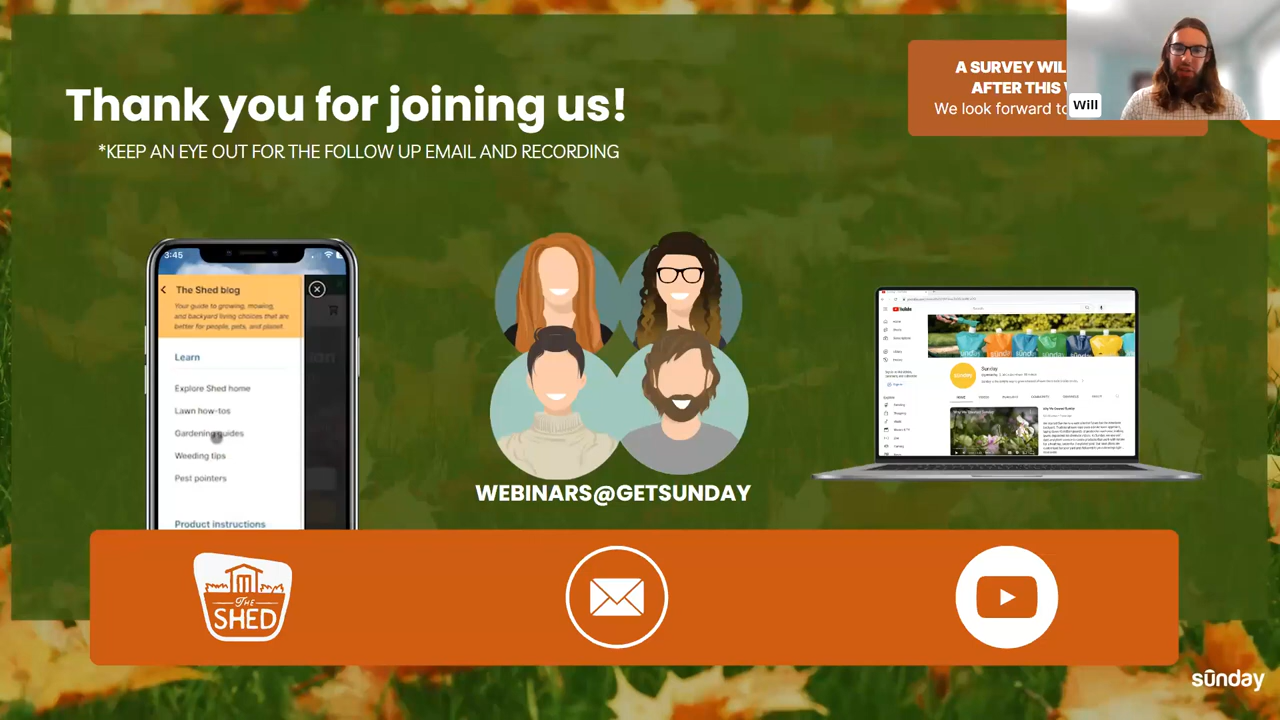 Thank you for joining us!
*KEEP AN EYE OUT FOR THE FOLLOW UP EMAIL AND RECORDING
A SURVEY WIL
AFTER THIS
We look forward to
Will
3:45
The Shed blog
Your guide to growing, mowing,
and backyard living choices that are
better for people, pets, and planet.
Learn
Explore Shed home
Lawn how-tos
Gardening guides
Weeding tips
Pest pointers
Product instructions
WEBINARS@GETSUNDAY
YouTube
sunday
Sunday
THE
SHED
sunday